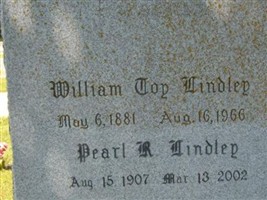 William Toy Lindley
May 6, 1881 Aug. 16, 1966
Pearl R. Lindley
Aug 15 1907 Mar 13 2002